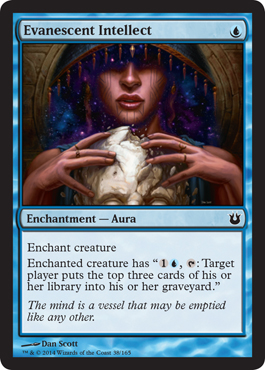 Evanescent Intellect
Enchantment — Aura
Enchant creature
Enchanted creature has “1, : Target
player puts the top three cards of his or
her library into his or her graveyard.”
The mind is a vessel that may be emptied
like any other.
Dan Scott
™ & © 2014 Wizards of the Coast 38/165